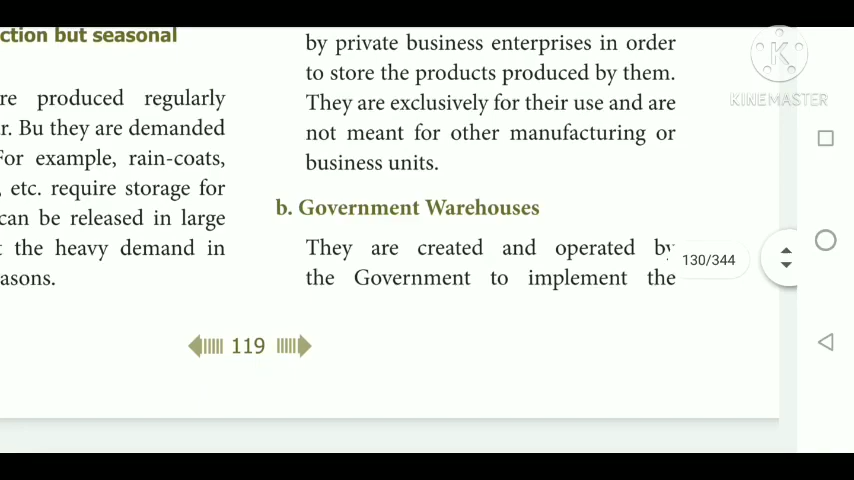 ction but seasonal
re produced regularly
r. Bu they are demanded
For example, rain-coats,
, etc. require storage for
can be released in large
t the heavy demand in
asons.
by private business enterprises in order
to store the products produced by them.
They are exclusively for their use and are
not meant for other manufacturing or
business units.
b. Government Warehouses
They are created and operated by
the Government to implement the
119
130/344
K
KINEMASTER